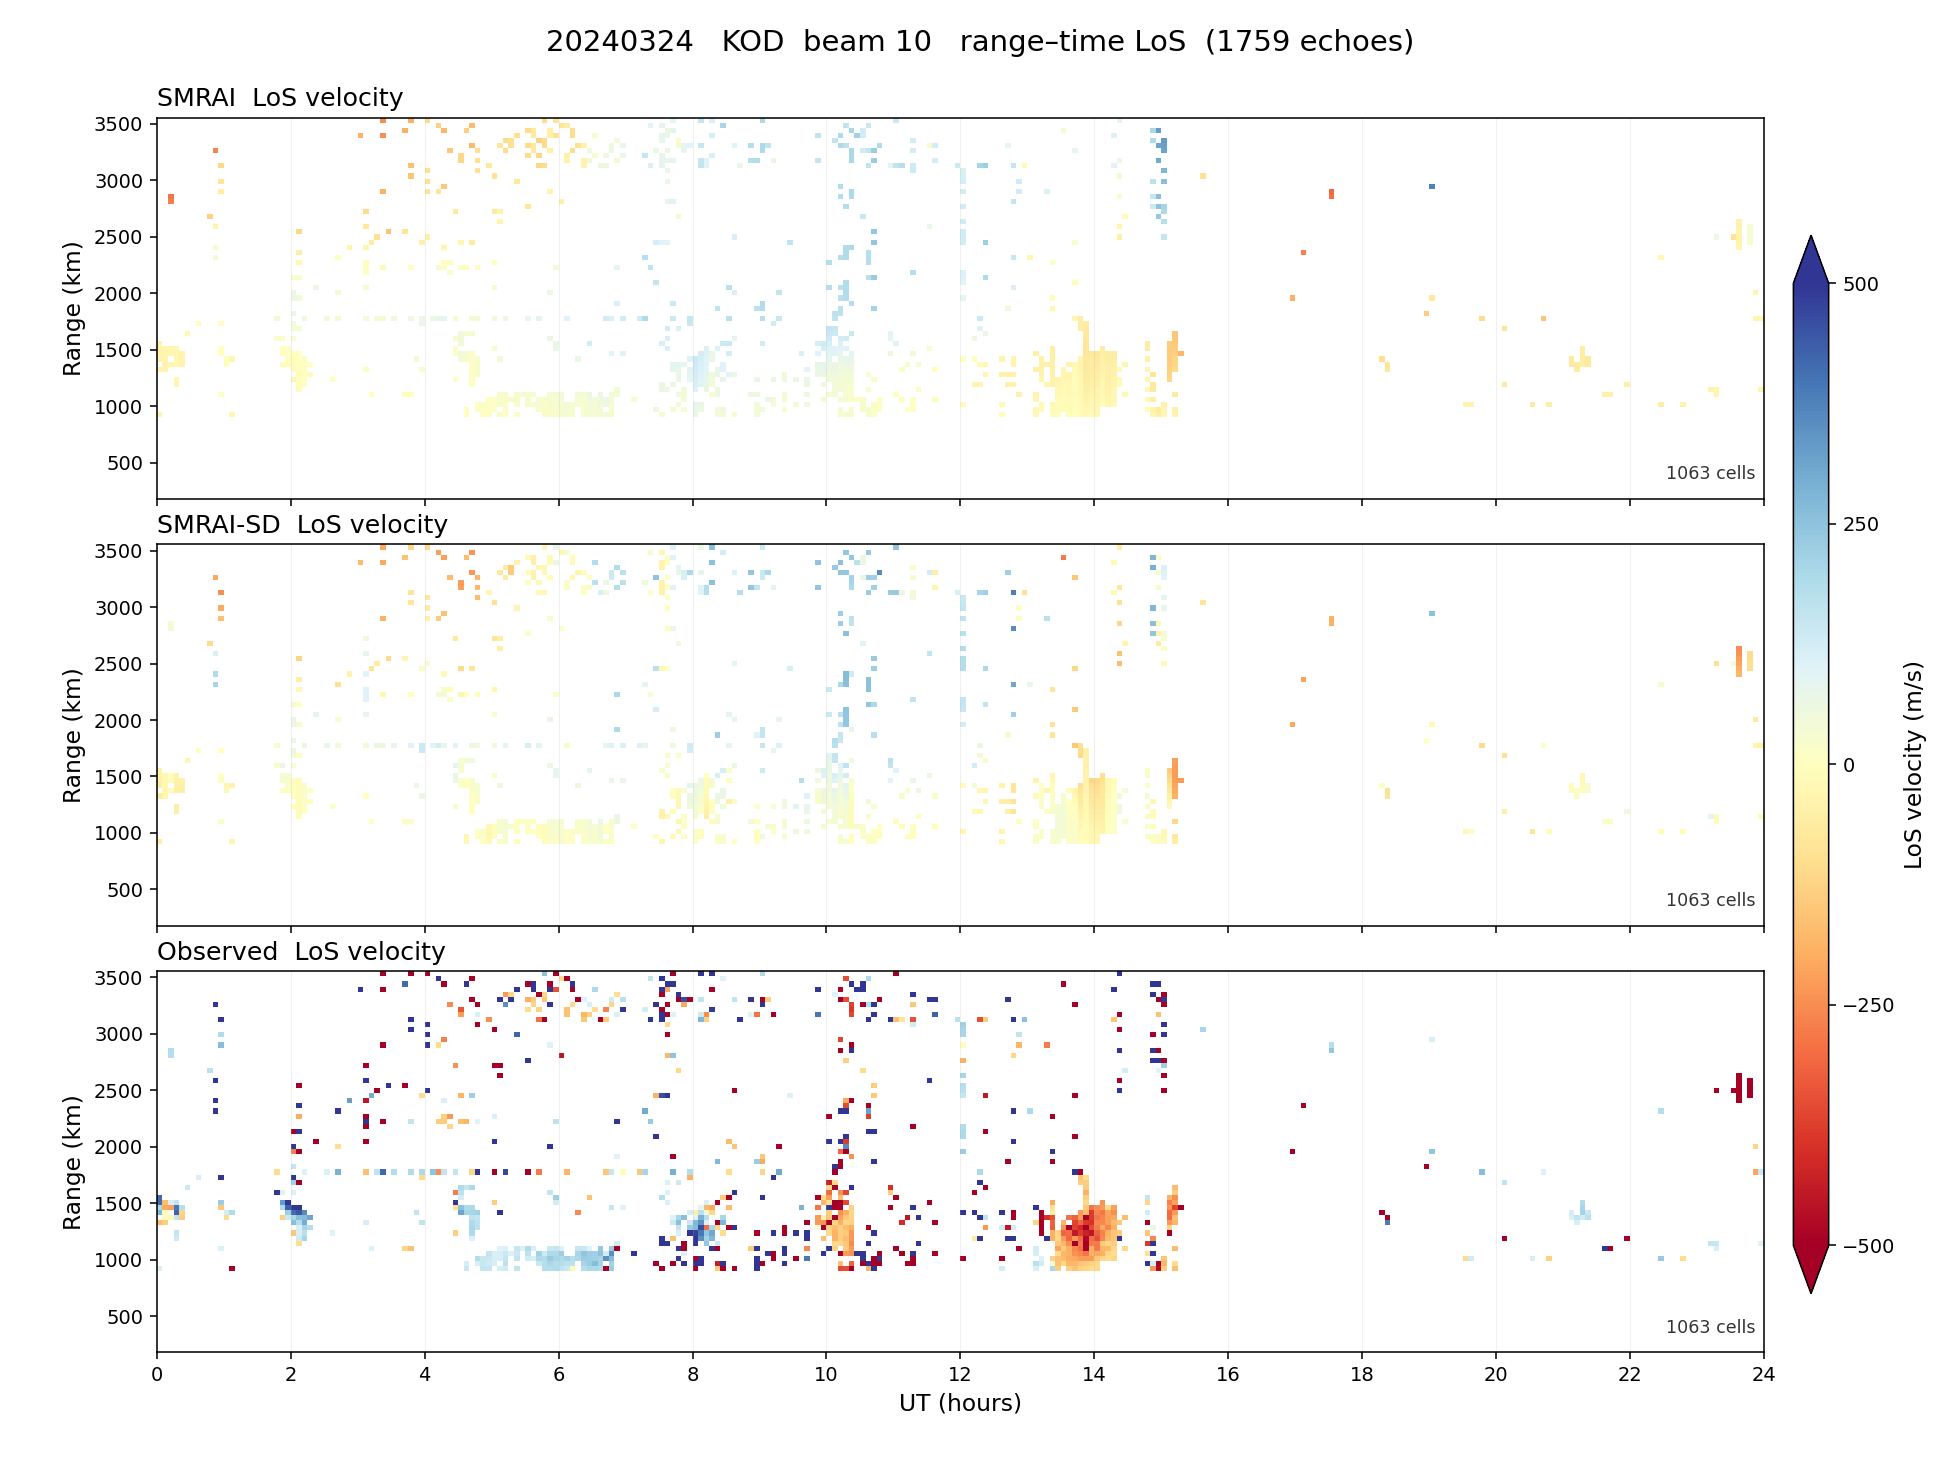 20240324   KOD  beam 10   range–time LoS  (1759 echoes)
SMRAI  LoS velocity
3500
3000
2500
2000
1500
1000
500
Range (km)
1063 cells
SMRAI-SD  LoS velocity
3500
3000
2500
2000
1500
1000
500
Range (km)
1063 cells
Observed  LoS velocity
3500
3000
2500
2000
1500
1000
500
Range (km)
1063 cells
0 2 4 6 8 10 12 14 16 18 20 22 24
UT (hours)
500
250
0
−250
−500
LoS velocity (m/s)